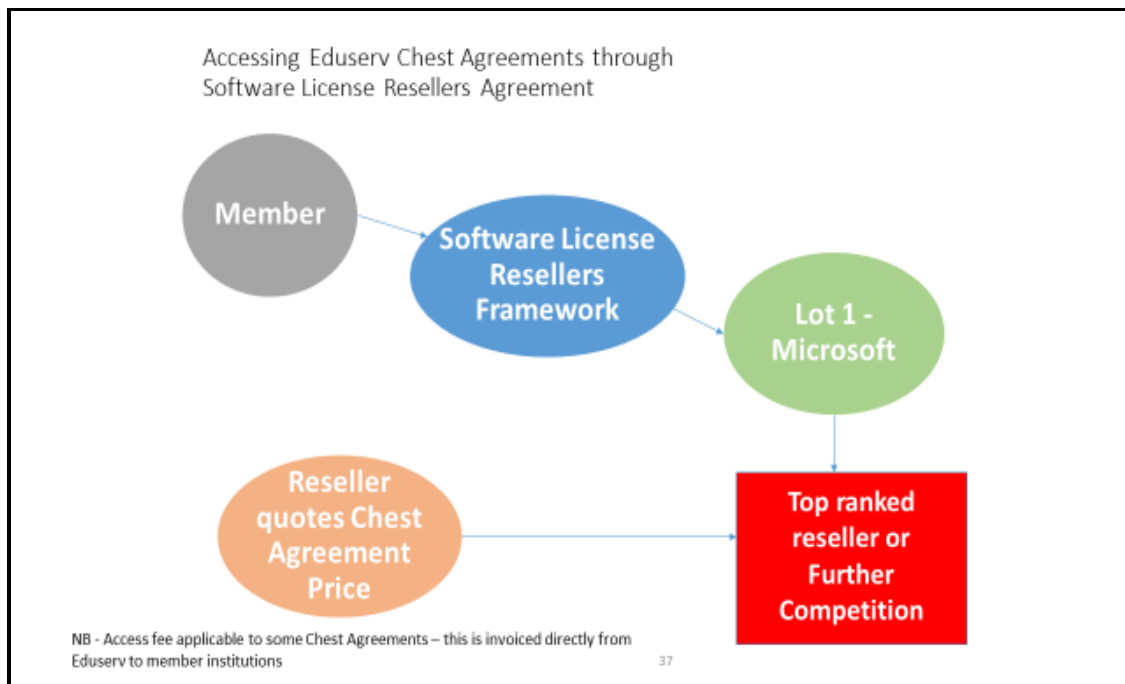 Accessing Eduserv Chest Agreements through
Software License Resellers Agreement
Member
Software License
Resellers
Framework
Lot 1 -
Microsoft
Reseller
quotes Chest
Agreement
Price
Top ranked
reseller or
Further
Competition
NB - Access fee applicable to some Chest Agreements – this is invoiced directly from
Eduserv to member institutions
37